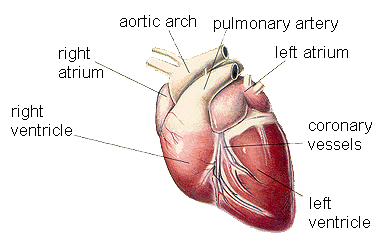 aortic arch
pulmonary artery
right
atrium
left atrium
right
ventricle
coronary
vessels
left
ventricle